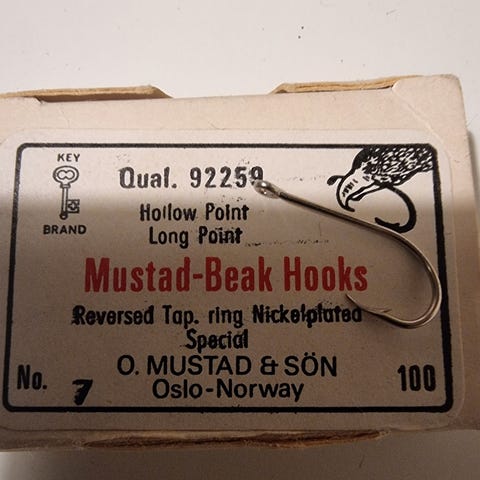 KEY
BRAND
Qual. 92259
Hollow Point
Long Point
Mustad-Beak Hooks
Reversed Tap. ring Nickelplated
Special
O. MUSTAD & SÖN
Oslo-Norway
No. 7
100